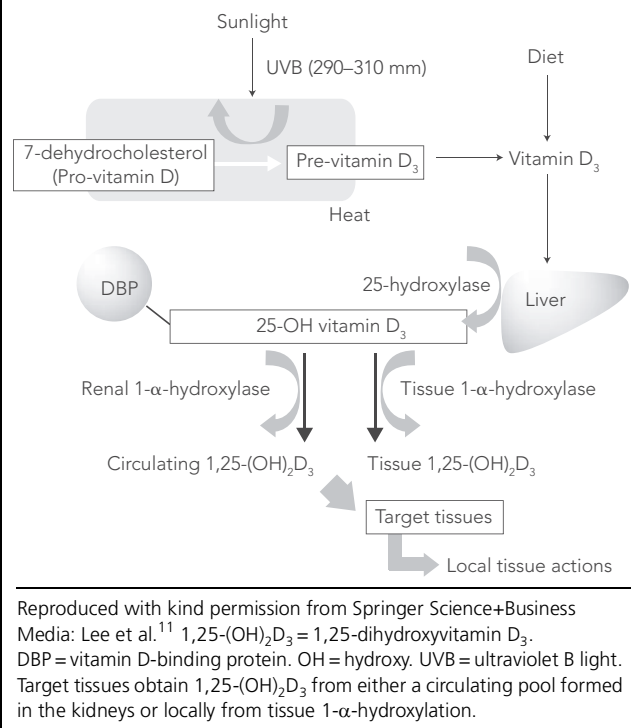 Sunlight
UVB (290–310 mm)
Diet
7-dehydrocholesterol
(Pro-vitamin D)
Pre-vitamin D₃
Vitamin D₃
Heat
DBP
25-hydroxylase
Liver
25-OH vitamin D₃
Renal 1-α-hydroxylase
Tissue 1-α-hydroxylase
Circulating 1,25-(OH)₂D₃
Tissue 1,25-(OH)₂D₃
Target tissues
Local tissue actions
Reproduced with kind permission from Springer Science+Business
Media: Lee et al.¹¹ 1,25-(OH)₂D₃ = 1,25-dihydroxyvitamin D₃.
DBP = vitamin D-binding protein. OH = hydroxy. UVB = ultraviolet B light.
Target tissues obtain 1,25-(OH)₂D₃ from either a circulating pool formed
in the kidneys or locally from tissue 1-α-hydroxylation.